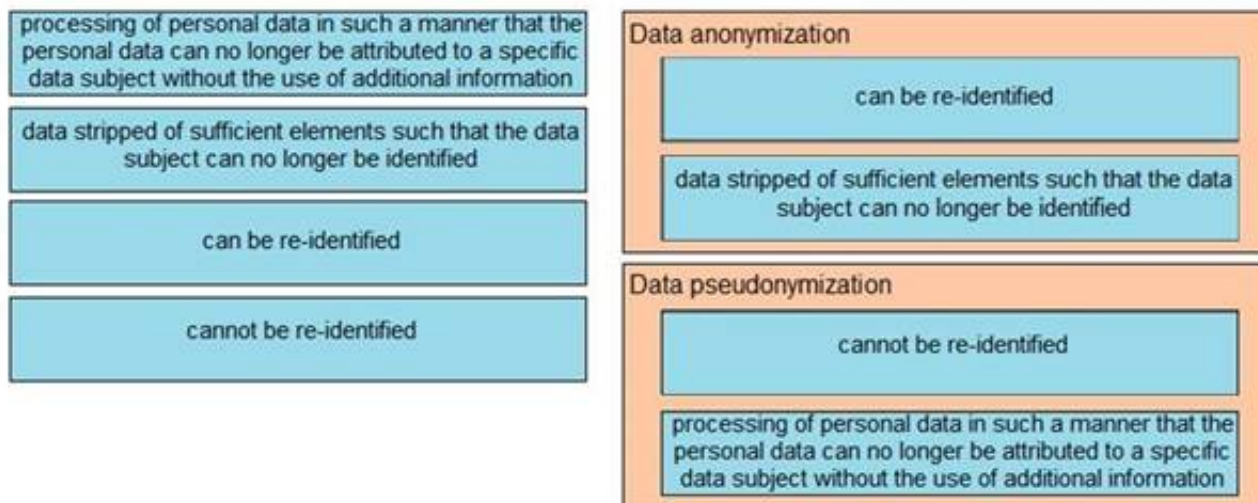 processing of personal data in such a manner that the
personal data can no longer be attributed to a specific
data subject without the use of additional information
data stripped of sufficient elements such that the data
subject can no longer be identified
can be re-identified
cannot be re-identified
Data anonymization
can be re-identified
data stripped of sufficient elements such that the data
subject can no longer be identified
Data pseudonymization
cannot be re-identified
processing of personal data in such a manner that the
personal data can no longer be attributed to a specific
data subject without the use of additional information